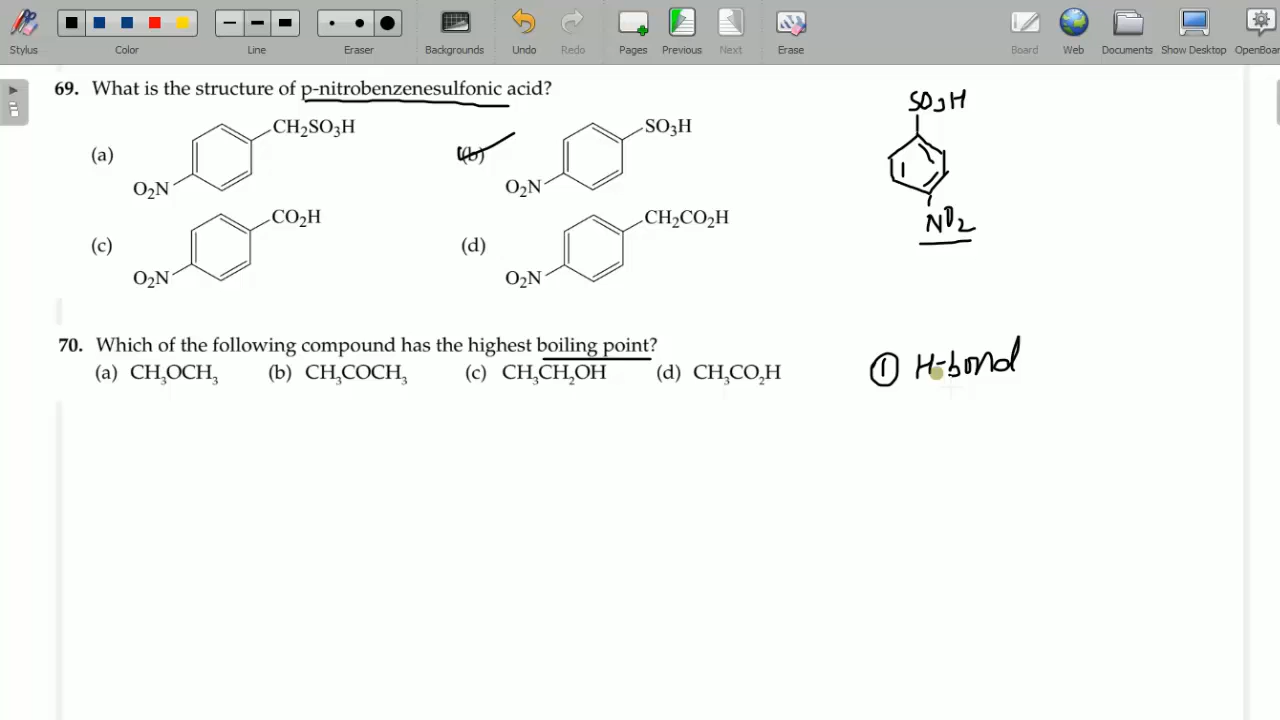 Stylus Color Line Eraser Backgrounds Undo Redo Pages Previous Next Erase Board Web Documents Show Desktop OpenBoar
69. What is the structure of p-nitrobenzenesulfonic acid?
(a) CH₂SO₃H O₂N
(b) SO₃H O₂N
(c) CO₂H O₂N
(d) CH₂CO₂H O₂N
SO₃H
NO₂
70. Which of the following compound has the highest boiling point?
(a) CH₃OCH₃ (b) CH₃COCH₃ (c) CH₃CH₂OH (d) CH₃CO₂H
① H-bond